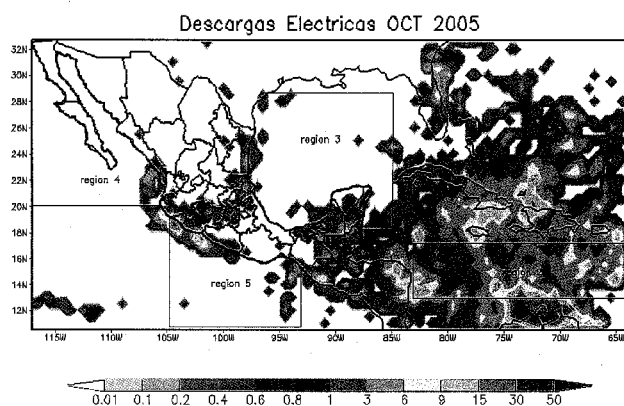 Descargas Electricas OCT 2005
32N
30N
28N
26N
24N
22N
20N
18N
16N
14N
12N
region 3
region 4
region 5
115W 110W 105W 100W 95W 90W 85W 80W 75W 70W 65W
0.01 0.1 0.2 0.4 0.6 0.8 1 3 6 9 15 30 50